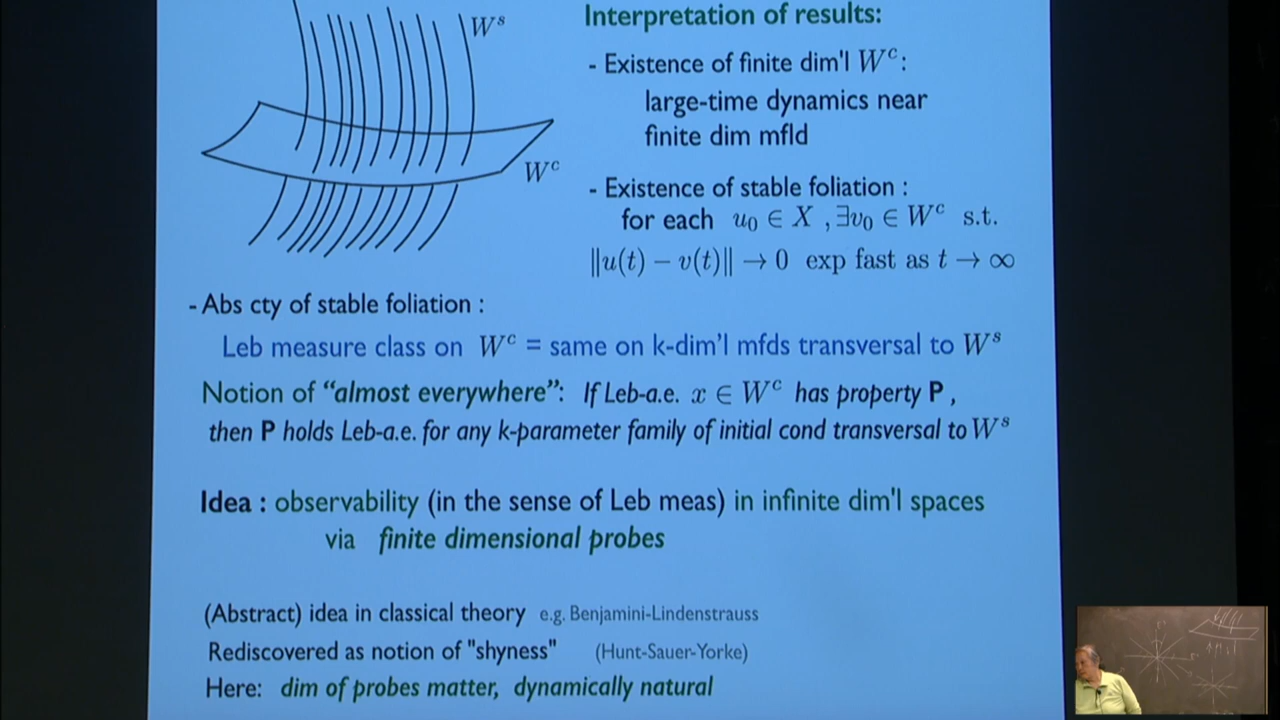 W^s
W^c
Interpretation of results:
- Existence of finite dim'l W^c :
large-time dynamics near
finite dim mfld
- Existence of stable foliation :
for each u_0 ∈ X , ∃v_0 ∈ W^c s.t.
||u(t) − v(t)|| → 0 exp fast as t → ∞
- Abs cty of stable foliation :
Leb measure class on W^c = same on k-dim'l mfds transversal to W^s
Notion of “almost everywhere”: If Leb-a.e. x ∈ W^c has property P ,
then P holds Leb-a.e. for any k-parameter family of initial cond transversal to W^s
Idea : observability (in the sense of Leb meas) in infinite dim'l spaces
via finite dimensional probes
(Abstract) idea in classical theory e.g. Benjamini-Lindenstrauss
Rediscovered as notion of "shyness" (Hunt-Sauer-Yorke)
Here: dim of probes matter, dynamically natural